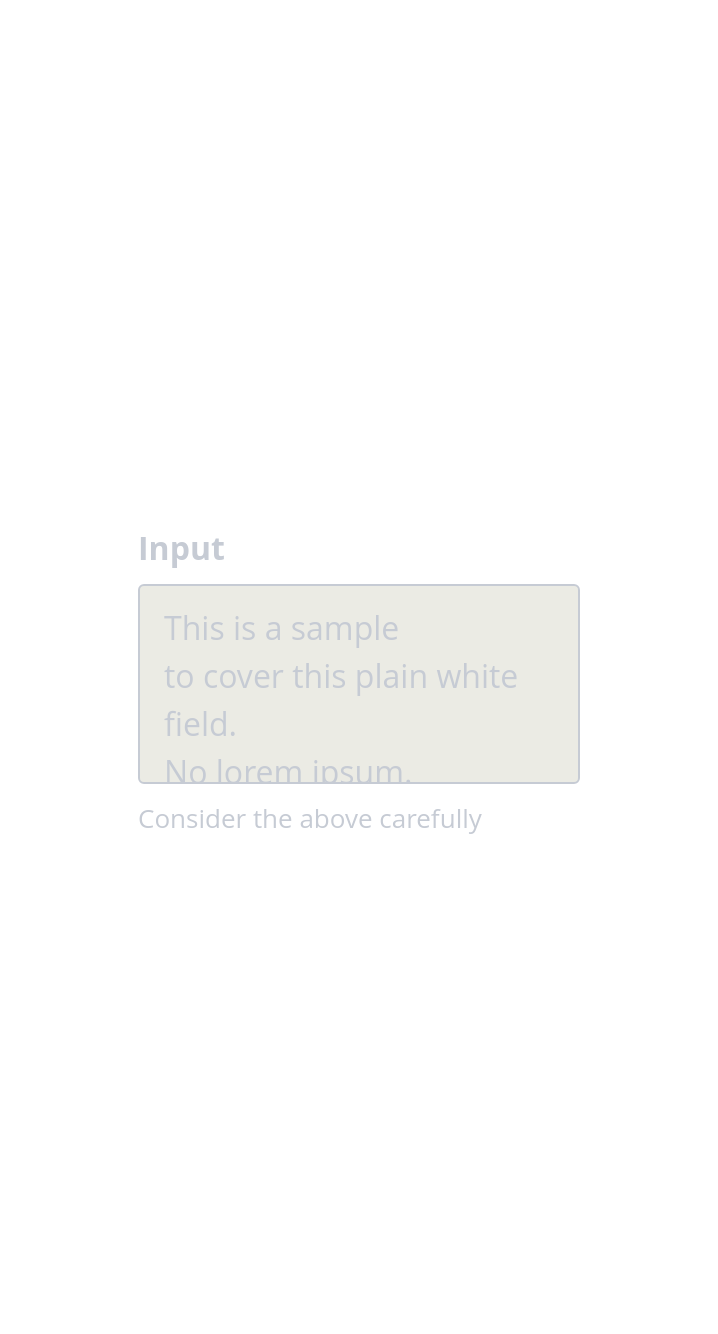 Input
This is a sample
to cover this plain white
field.
No lorem ipsum.
Consider the above carefully